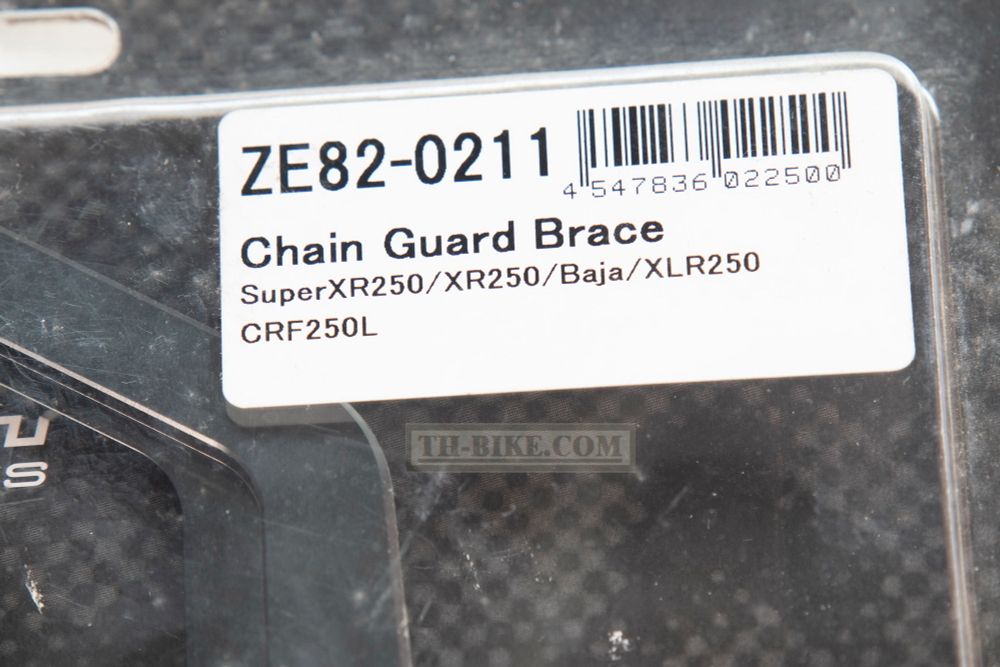 ZE82-0211
4 547836 022500
Chain Guard Brace
SuperXR250/XR250/Baja/XLR250
CRF250L
TH-BIKE.COM
S